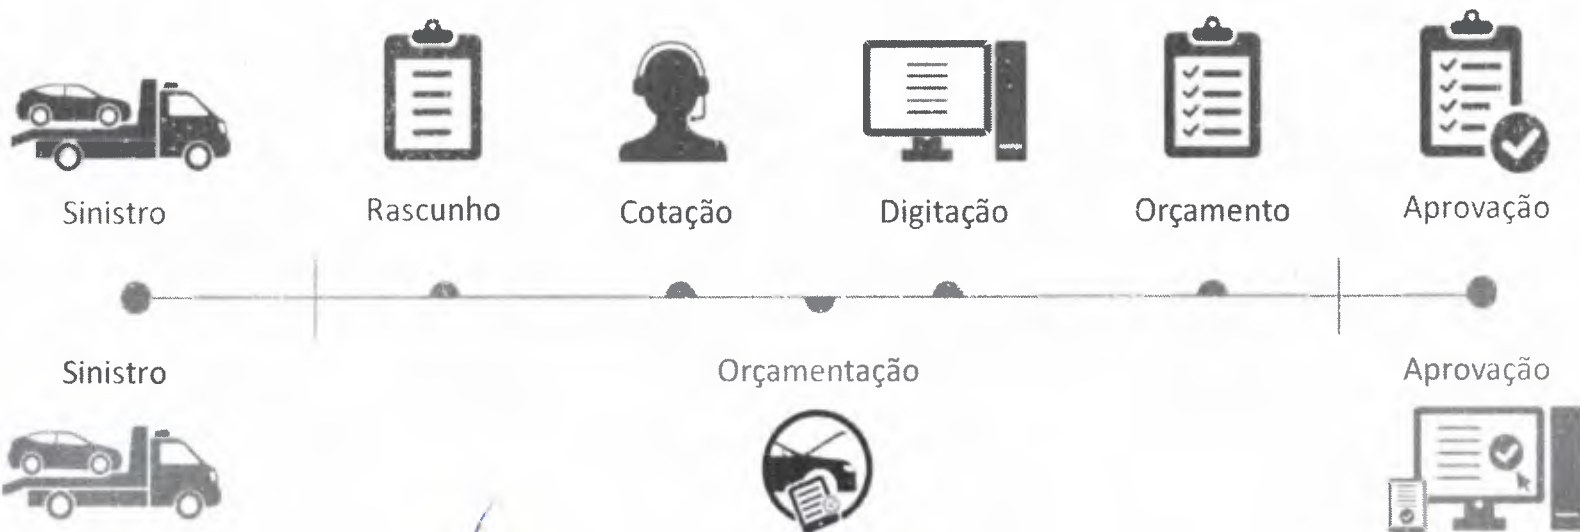 Sinistro
Rascunho
Cotação
Digitação
Orçamento
Aprovação
Sinistro
Orçamentação
Aprovação